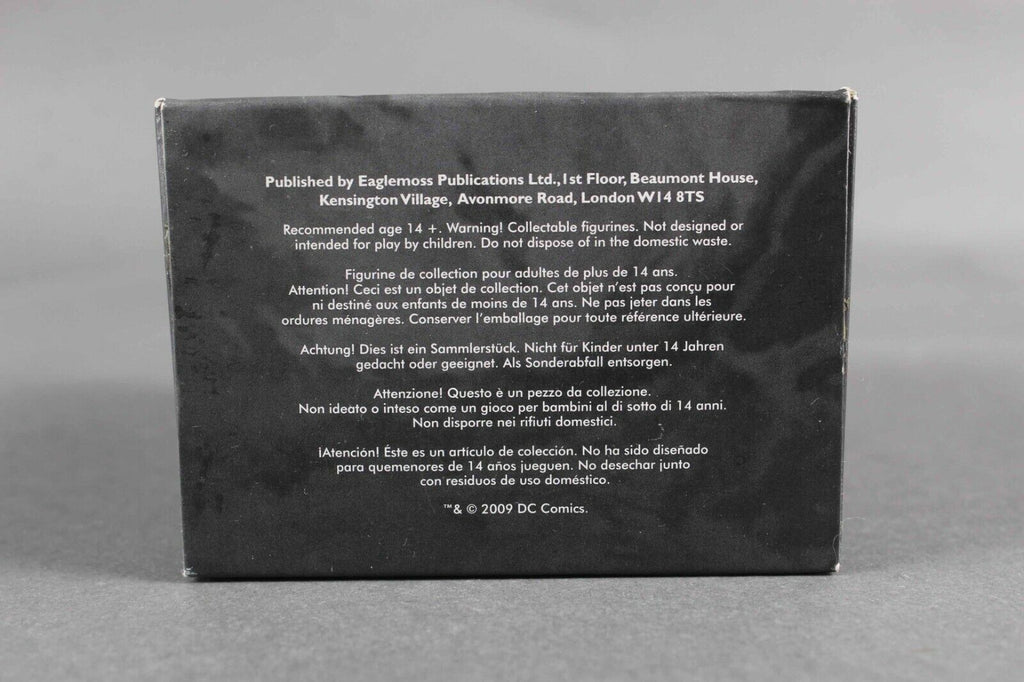 Published by Eaglemoss Publications Ltd., 1st Floor, Beaumont House,
Kensington Village, Avonmore Road, London W14 8TS
Recommended age 14 +. Warning! Collectable figurines. Not designed or
intended for play by children. Do not dispose of in the domestic waste.
Figurine de collection pour adultes de plus de 14 ans.
Attention! Ceci est un objet de collection. Cet objet n'est pas conçu pour
ni destiné aux enfants de moins de 14 ans. Ne pas jeter dans les
ordures ménagères. Conserver l'emballage pour toute référence ultérieure.
Achtung! Dies ist ein Sammlerstück. Nicht für Kinder unter 14 Jahren
gedacht oder geeignet. Als Sonderabfall entsorgen.
Attenzione! Questo è un pezzo da collezione.
Non ideato o inteso come un gioco per bambini al di sotto di 14 anni.
Non disporre nei rifiuti domestici.
¡Atención! Éste es un artículo de colección. No ha sido diseñado
para quemenores de 14 años jueguen. No desechar junto
con residuos de uso doméstico.
™ & © 2009 DC Comics.